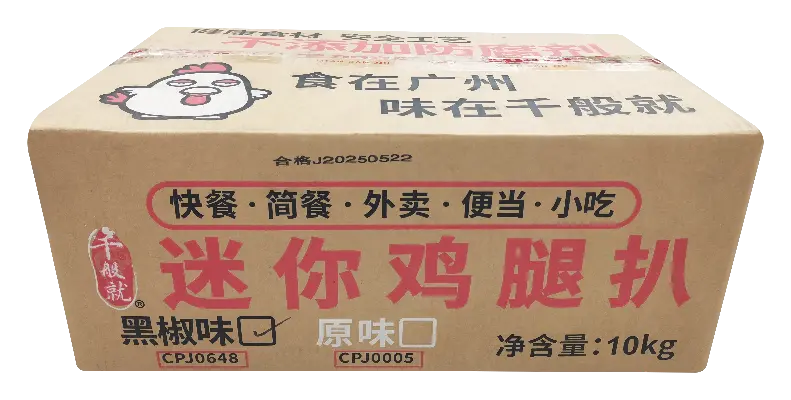 健康食材 安全工艺
不添加防腐剂
食在广州
味在千般就
合格J20250522
快餐·简餐·外卖·便当·小吃
千般就®
迷你鸡腿扒
黑椒味 原味
CPJ0648 CPJ0005
净含量:10kg